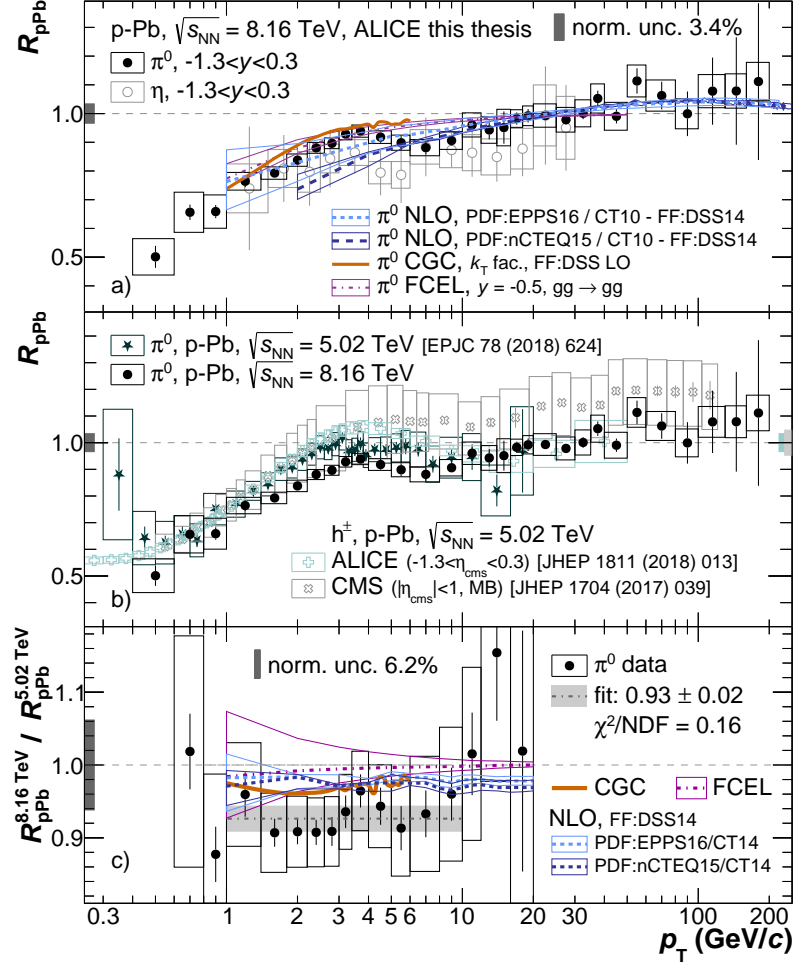 R_pPb
p-Pb, √s_NN = 8.16 TeV, ALICE this thesis
norm. unc. 3.4%
π⁰, -1.3<y<0.3
η, -1.3<y<0.3
1.0
0.5
π⁰ NLO, PDF:EPPS16 / CT10 - FF:DSS14
π⁰ NLO, PDF:nCTEQ15 / CT10 - FF:DSS14
π⁰ CGC, k_T fac., FF:DSS LO
π⁰ FCEL, y = -0.5, gg → gg
a)
R_pPb
π⁰, p-Pb, √s_NN = 5.02 TeV [EPJC 78 (2018) 624]
π⁰, p-Pb, √s_NN = 8.16 TeV
1.0
0.5
h±, p-Pb, √s_NN = 5.02 TeV
ALICE (-1.3<η_cms<0.3) [JHEP 1811 (2018) 013]
CMS (|η_cms|<1, MB) [JHEP 1704 (2017) 039]
b)
R_pPb^8.16 TeV / R_pPb^5.02 TeV
norm. unc. 6.2%
π⁰ data
fit: 0.93 ± 0.02
χ²/NDF = 0.16
1.1
1.0
0.9
CGC
FCEL
NLO, FF:DSS14
PDF:EPPS16/CT14
PDF:nCTEQ15/CT14
c)
0.3 1 2 3 4 5 6 10 20 30 100 200
p_T (GeV/c)